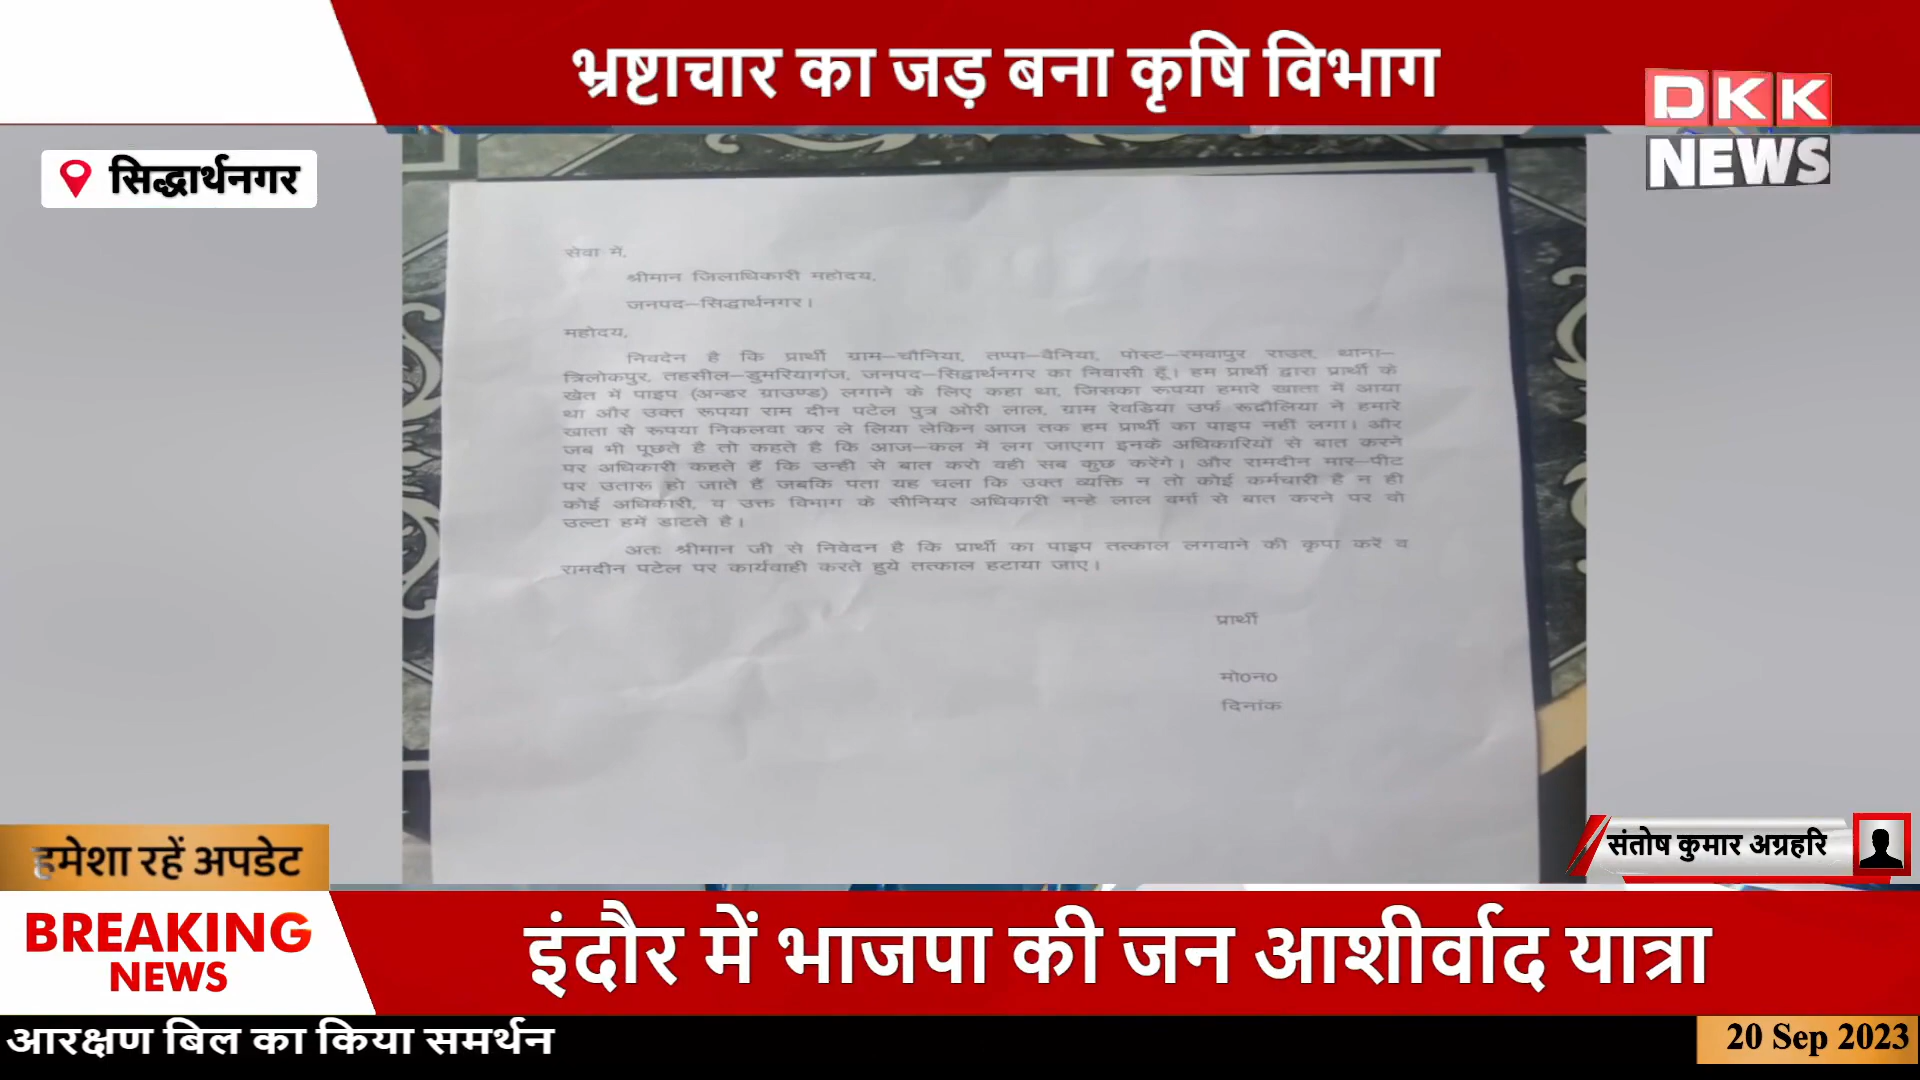 भ्रष्टाचार का जड़ बना कृषि विभाग
DKK
NEWS
सिद्धार्थनगर
सेवा में,
श्रीमान जिलाधिकारी महोदय,
जनपद–सिद्धार्थनगर।
महोदय,
निवदेन है कि प्रार्थी ग्राम–चौनिया, तप्पा–वैनिया, पोस्ट–रमवापुर राउत, थाना–
त्रिलोकपुर, तहसील–डुमरियागंज, जनपद–सिद्वार्थनगर का निवासी हूँ। हम प्रार्थी द्वारा प्रार्थी के
खेत में पाइप (अन्डर ग्राउण्ड) लगाने के लिए कहा था, जिसका रूपया हमारे खाता में आया
था और उक्त रूपया राम दीन पटेल पुत्र ओरी लाल, ग्राम रेवडिया उर्फ रूद्रौलिया ने हमारे
खाता से रूपया निकलवा कर ले लिया लेकिन आज तक हम प्रार्थी का पाइप नहीं लगा। और
जब भी पूछते है तो कहते है कि आज–कल में लग जाएगा इनके अधिकारियों से बात करने
पर अधिकारी कहते हैं कि उन्ही से बात करो वही सब कुछ करेंगे। और रामदीन मार–पीट
पर उतारू हो जाते हैं जबकि पता यह चला कि उक्त व्यक्ति न तो कोई कर्मचारी है न ही
कोई अधिकारी, व उक्त विभाग के सीनियर अधिकारी नन्हे लाल वर्मा से बात करने पर वो
उल्टा हमें डाटते है।
अतः श्रीमान जी से निवेदन है कि प्रार्थी का पाइप तत्काल लगवाने की कृपा करें व
रामदीन पटेल पर कार्यवाही करते हुये तत्काल हटाया जाए।
प्रार्थी
मो0न0
दिनांक
हमेशा रहें अपडेट
संतोष कुमार अग्रहरि
BREAKING
NEWS
इंदौर में भाजपा की जन आशीर्वाद यात्रा
आरक्षण बिल का किया समर्थन
20 Sep 2023